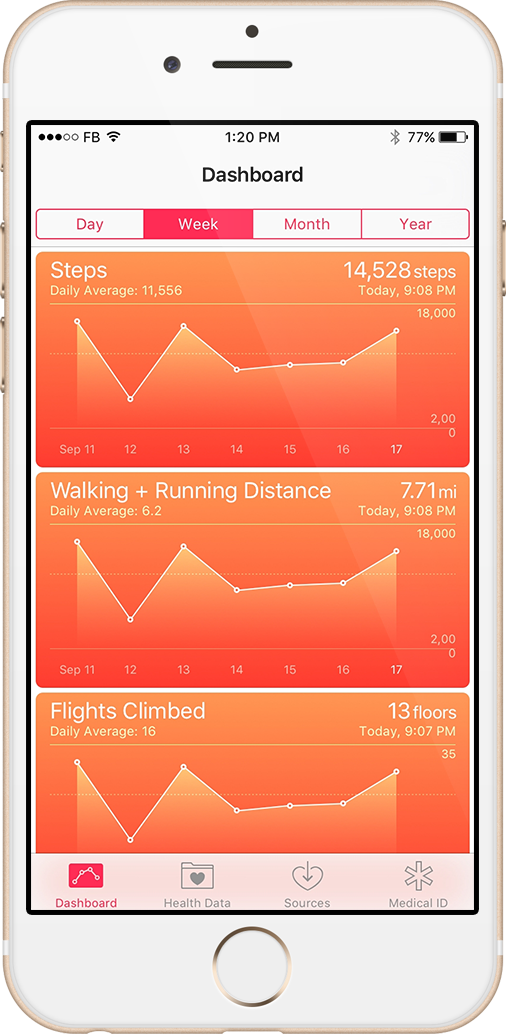 ●●●○○ FB 1:20 PM 77%
Dashboard
Day Week Month Year
Steps 14,528 steps
Daily Average: 11,556 Today, 9:08 PM
18,000
2,00
0
Sep 11 12 13 14 15 16 17
Walking + Running Distance 7.71 mi
Daily Average: 6.2 Today, 9:08 PM
18,000
2,00
0
Sep 11 12 13 14 15 16 17
Flights Climbed 13 floors
Daily Average: 16 Today, 9:07 PM
35
Dashboard Health Data Sources Medical ID